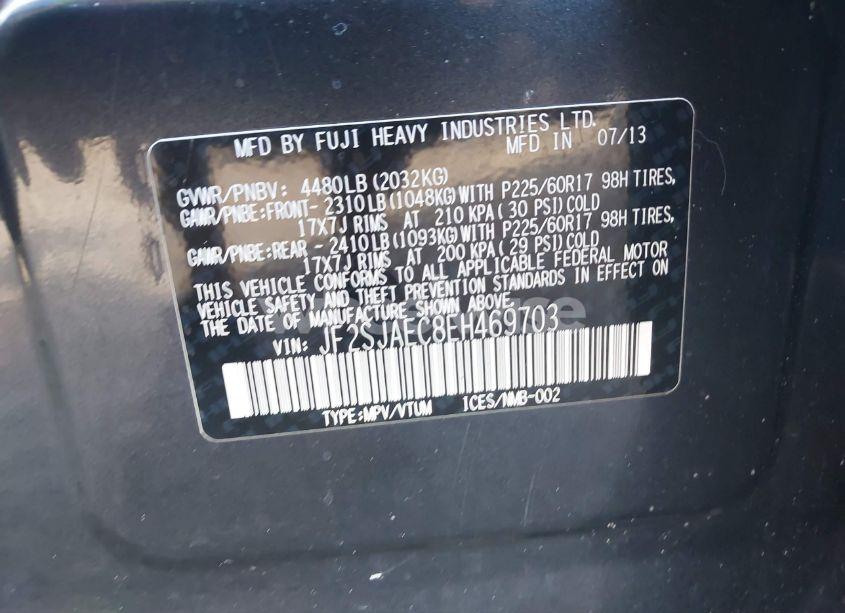 MFD BY FUJI HEAVY INDUSTRIES LTD.
MFD IN 07/13
GVWR/PNBV: 4480LB (2032KG)
GAWR/PNBE:FRONT- 2310LB (1048KG)WITH P225/60R17 98H TIRES,
17X7J RIMS AT 210 KPA ( 30 PSI) COLD
GAWR/PNBE:REAR - 2410LB (1093KG)WITH P225/60R17 98H TIRES,
17X7J RIMS AT 200 KPA ( 29 PSI) COLD
THIS VEHICLE CONFORMS TO ALL APPLICABLE FEDERAL MOTOR
VEHICLE SAFETY AND THEFT PREVENTION STANDARDS IN EFFECT ON
THE DATE OF MANUFACTURE SHOWN ABOVE.
VIN: JF2SJAEC8EH469703
TYPE:MPV/VTUM ICES/NMB-002